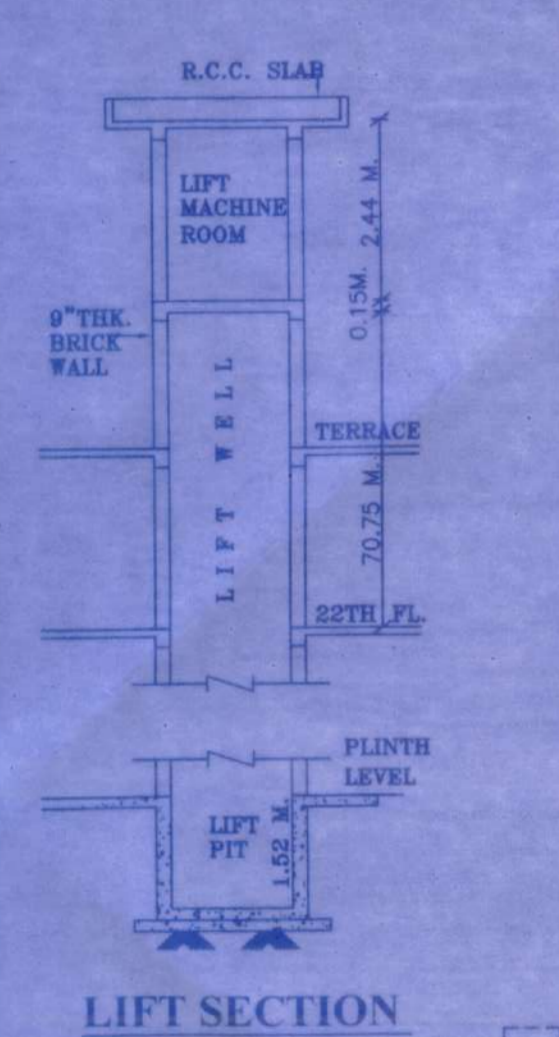 R.C.C. SLAB
LIFT
MACHINE
ROOM
2.44 M.
0.15M.
9"THK.
BRICK
WALL
LIFT WELL
TERRACE
70.75 M.
22TH FL.
PLINTH
LEVEL
LIFT
PIT
1.52 M.
LIFT SECTION